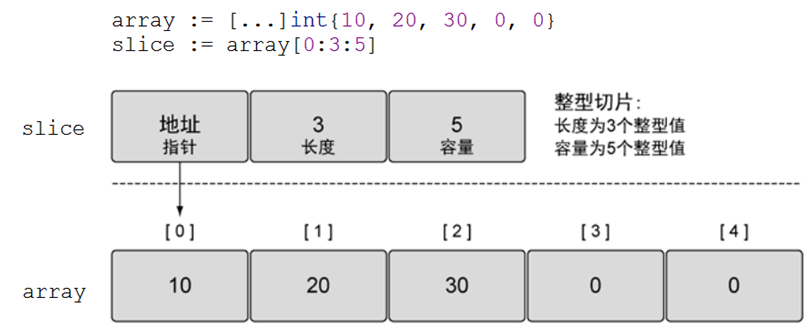 array := [...]int{10, 20, 30, 0, 0}
slice := array[0:3:5]
slice
地址 3 5
指针 长度 容量
整型切片:
长度为3个整型值
容量为5个整型值
[0] [1] [2] [3] [4]
array 10 20 30 0 0